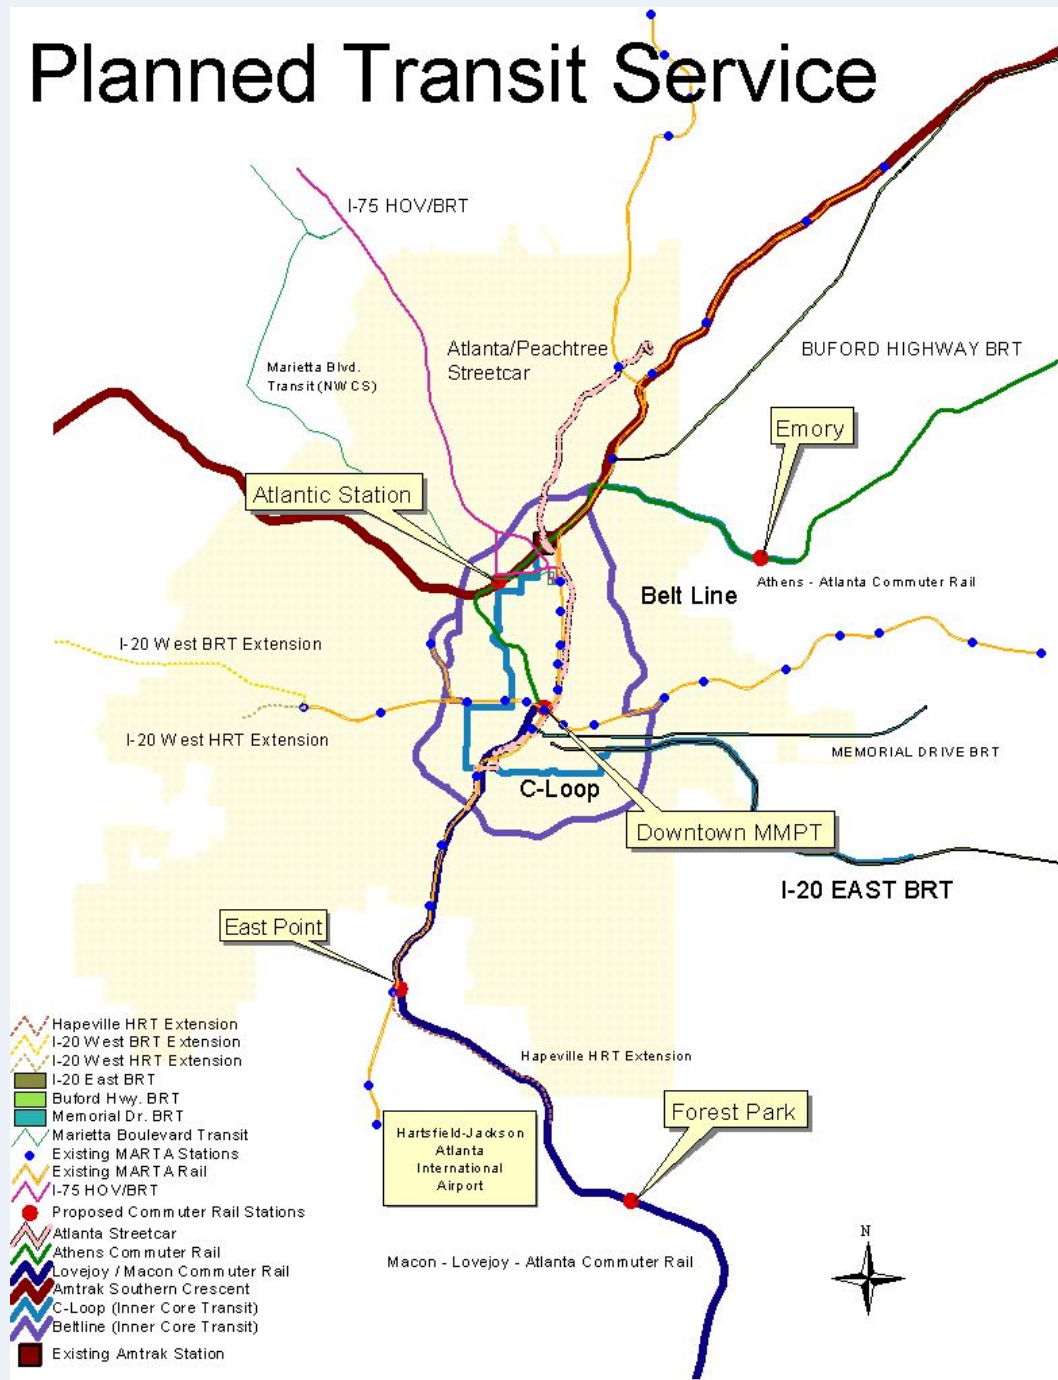 Planned Transit Service
I-75 HOV/BRT
Atlanta/Peachtree
Streetcar
BUFORD HIGHWAY BRT
Marietta Blvd.
Transit(NWCS)
Emory
Atlantic Station
Athens - Atlanta Commuter Rail
Belt Line
I-20 West BRT Extension
I-20 West HRT Extension
MEMORIAL DRIVE BRT
C-Loop
Downtown MMPT
I-20 EAST BRT
East Point
Hapeville HRT Extension
Forest Park
Hartsfield-Jackson
Atlanta
International
Airport
Macon - Lovejoy - Atlanta Commuter Rail
N
Hapeville HRT Extension
I-20 West BRT Extension
I-20 West HRT Extension
I-20 East BRT
Buford Hwy. BRT
Memorial Dr. BRT
Marietta Boulevard Transit
Existing MARTA Stations
Existing MARTA Rail
I-75 HOV/BRT
Proposed Commuter Rail Stations
Atlanta Streetcar
Athens Commuter Rail
Lovejoy / Macon Commuter Rail
Amtrak Southern Crescent
C-Loop (Inner Core Transit)
Beltline (Inner Core Transit)
Existing Amtrak Station